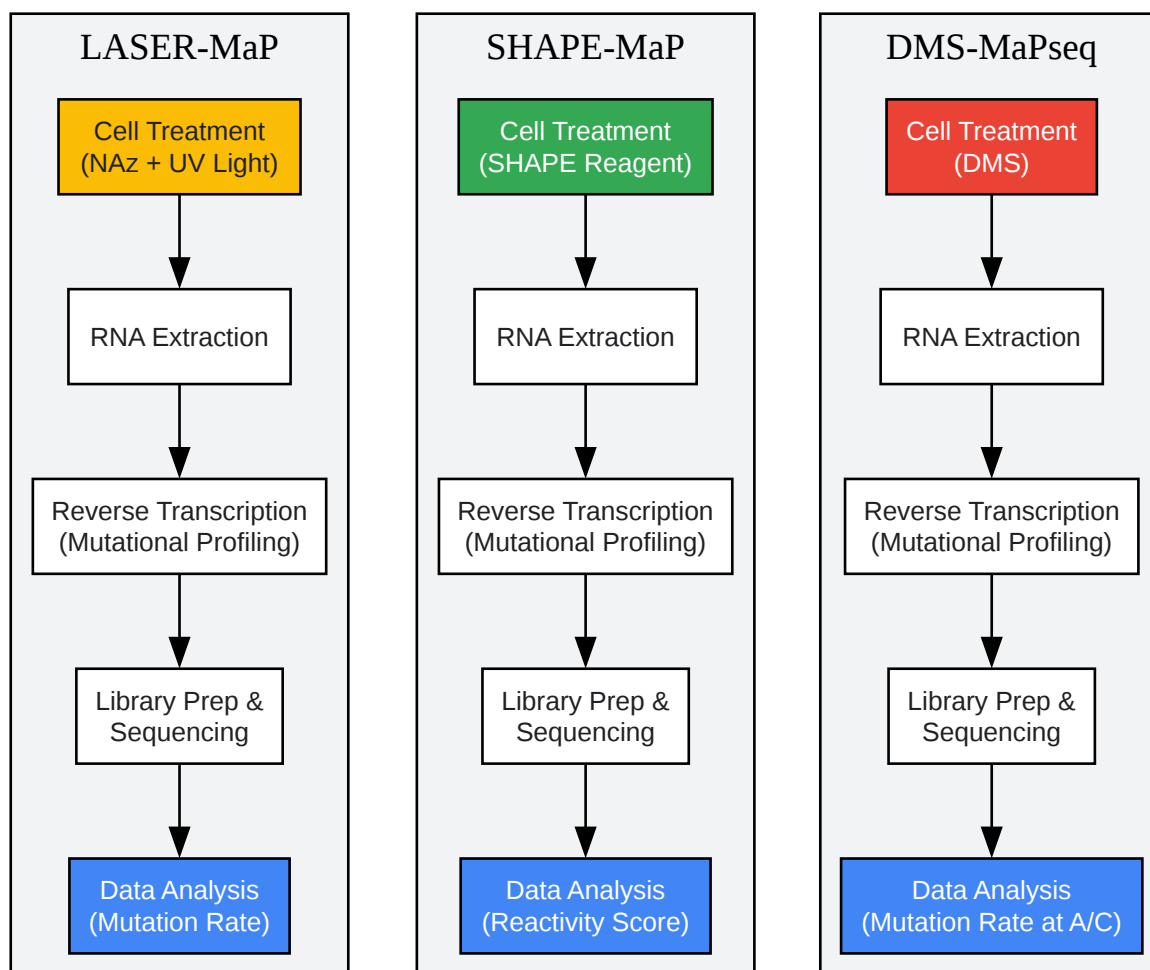 LASER-MaP
Cell Treatment
(NAz + UV Light)
RNA Extraction
Reverse Transcription
(Mutational Profiling)
Library Prep &
Sequencing
Data Analysis
(Mutation Rate)
SHAPE-MaP
Cell Treatment
(SHAPE Reagent)
RNA Extraction
Reverse Transcription
(Mutational Profiling)
Library Prep &
Sequencing
Data Analysis
(Reactivity Score)
DMS-MaPseq
Cell Treatment
(DMS)
RNA Extraction
Reverse Transcription
(Mutational Profiling)
Library Prep &
Sequencing
Data Analysis
(Mutation Rate at A/C)